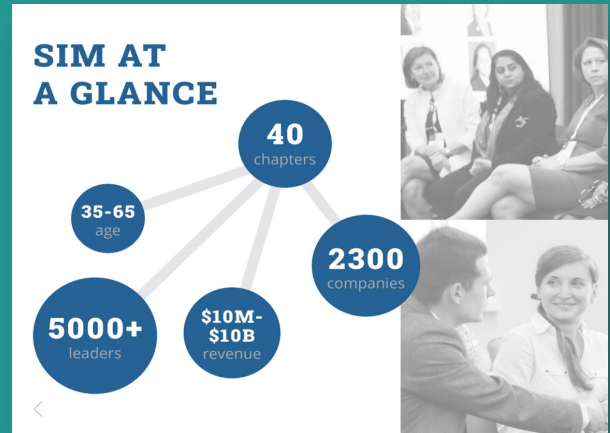 SIM AT
A GLANCE
40
chapters
35-65
age
2300
companies
5000+
leaders
$10M-
$10B
revenue